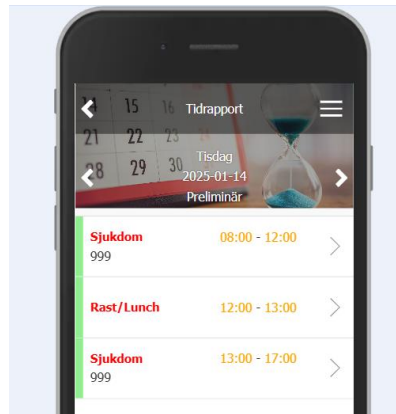 14 15 16 Tidrapport
21 22 23
Tisdag
28 29 30
2025-01-14
Preliminär
Sjukdom 08:00 - 12:00
999
Rast/Lunch 12:00 - 13:00
Sjukdom 13:00 - 17:00
999